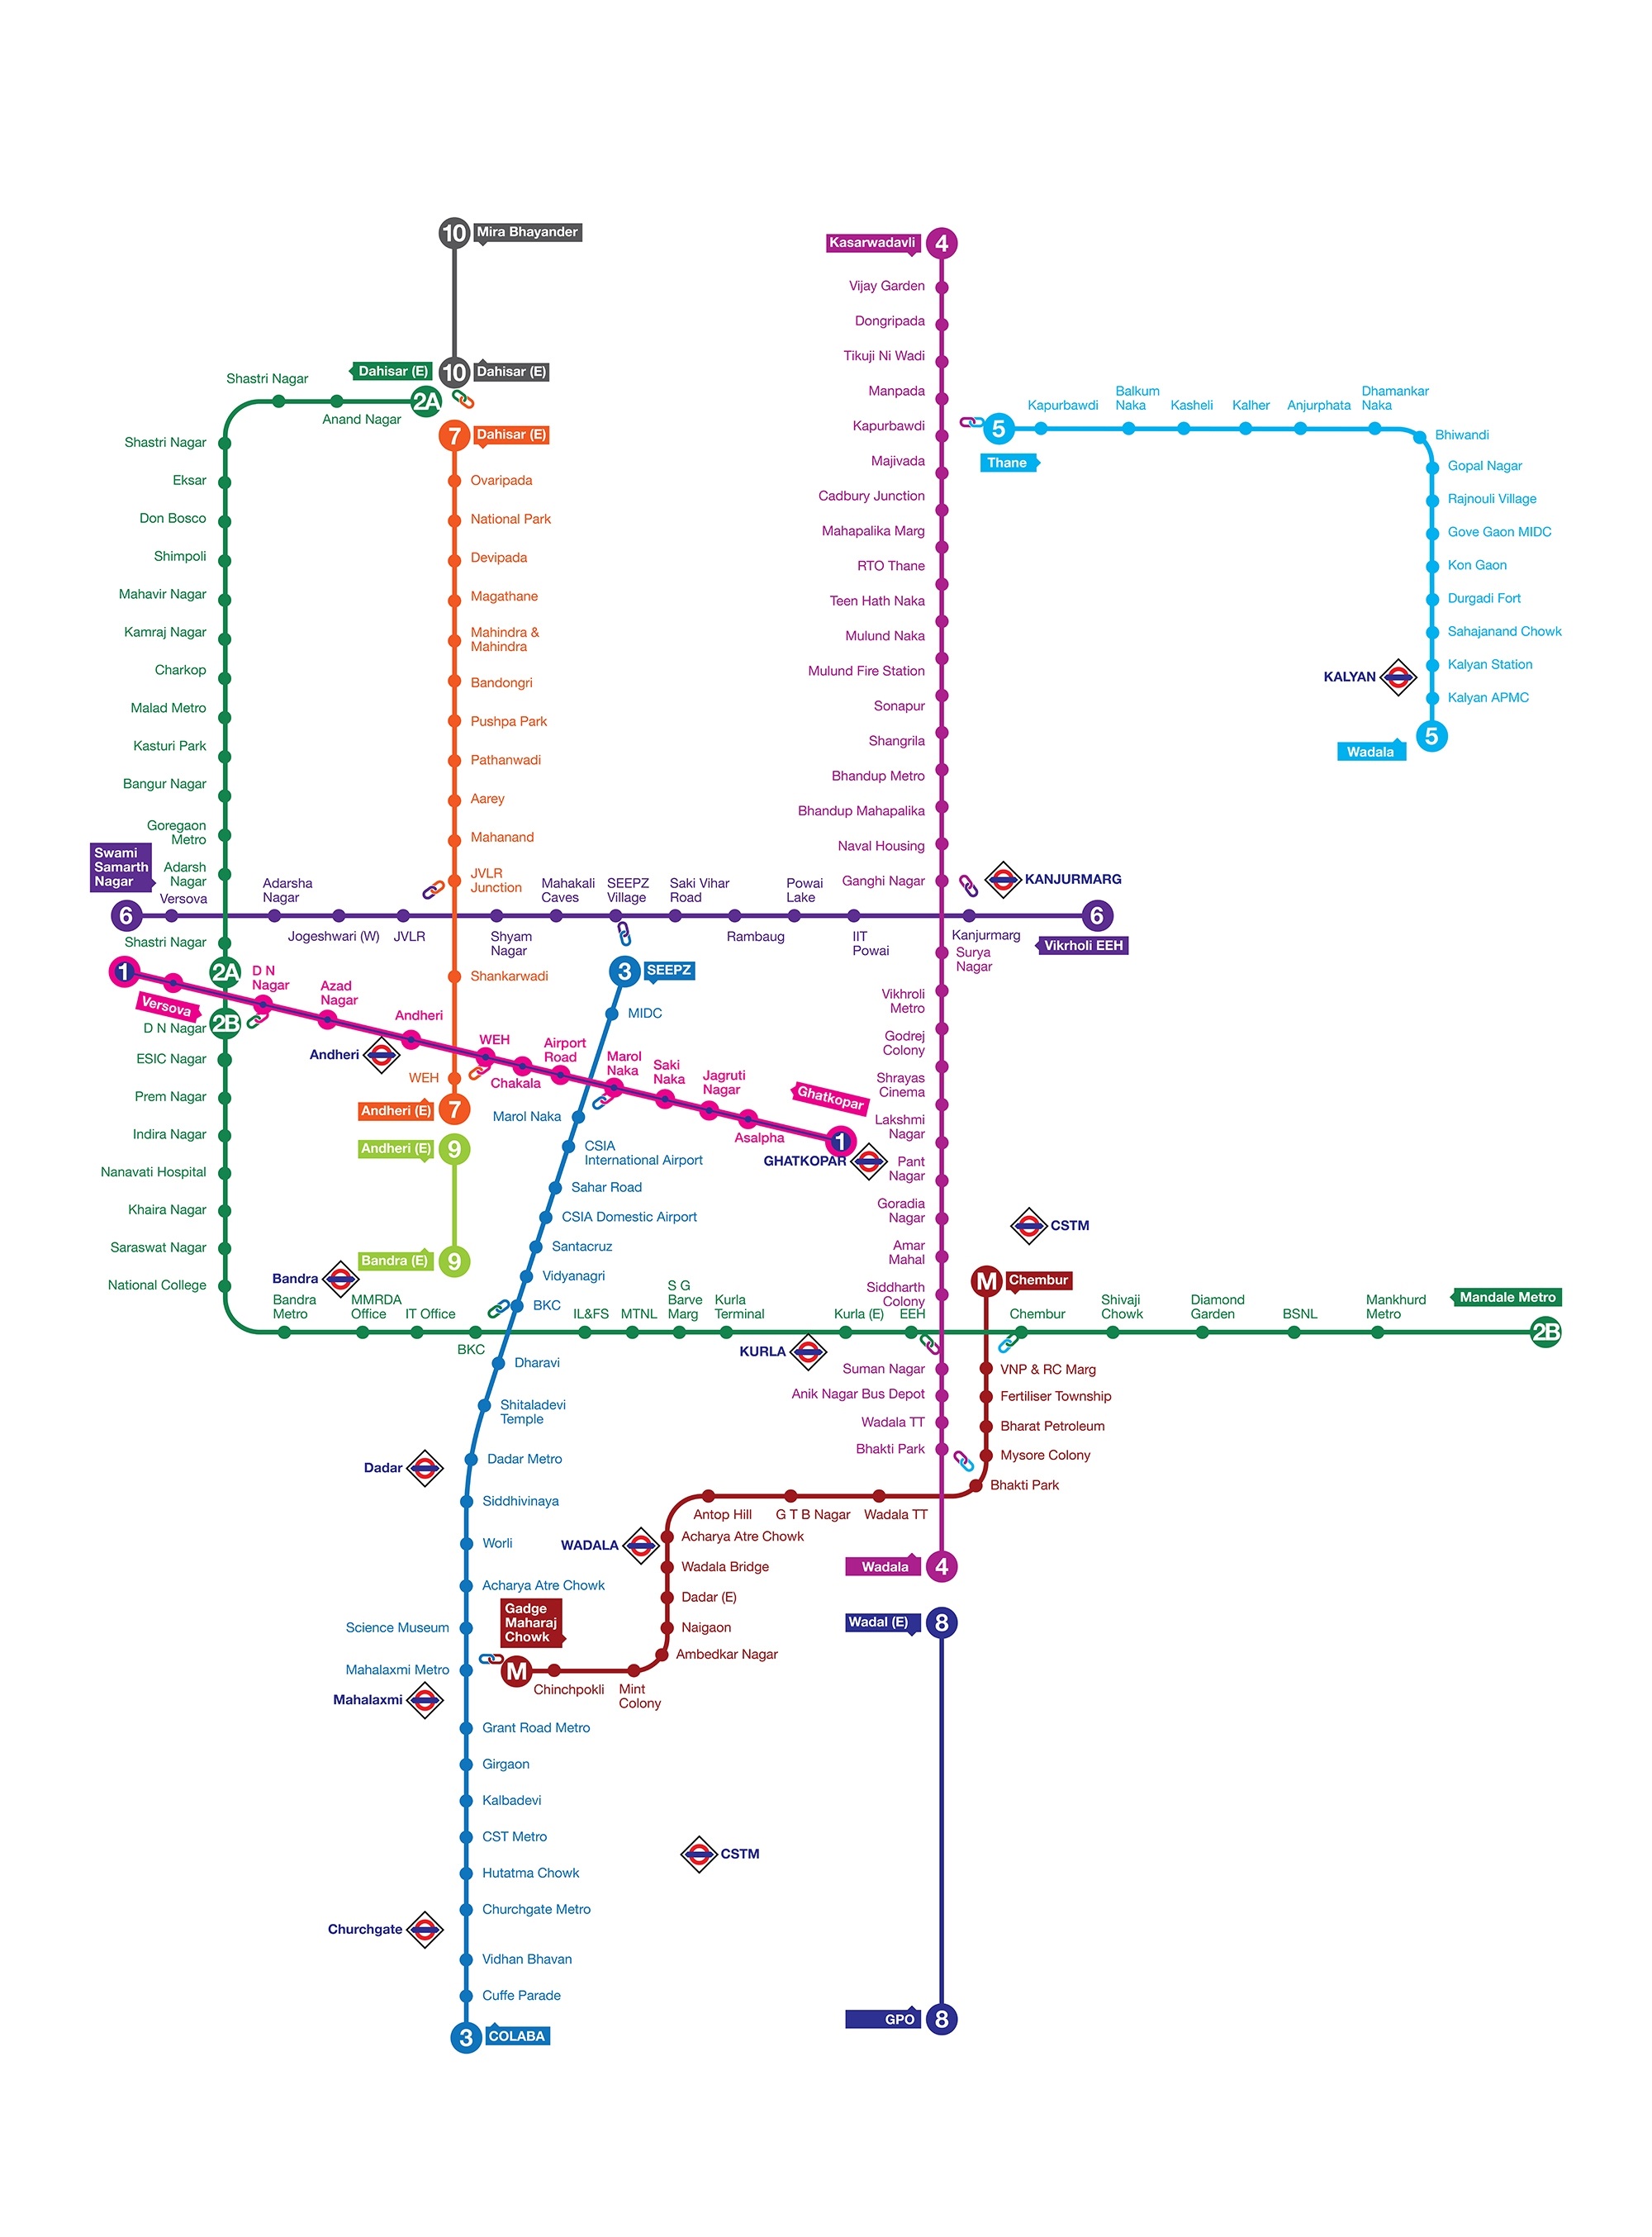 10
Mira Bhayander
Kasarwadavli
4
Vijay Garden
Dongripada
Tikuji Ni Wadi
Manpada
Kapurbawdi
Majivada
Cadbury Junction
Mahapalika Marg
RTO Thane
Teen Hath Naka
Mulund Naka
Mulund Fire Station
Sonapur
Shangrila
Bhandup Metro
Bhandup Mahapalika
Naval Housing
Ganghi Nagar
KANJURMARG
Dahisar (E)
10
Dahisar (E)
2A
Shastri Nagar
Anand Nagar
Shastri Nagar
Eksar
Don Bosco
Shimpoli
Mahavir Nagar
Kamraj Nagar
Charkop
Malad Metro
Kasturi Park
Bangur Nagar
Goregaon
Metro
Adarsh
Nagar
Shastri Nagar
2A
7
Dahisar (E)
Ovaripada
National Park
Devipada
Magathane
Mahindra &
Mahindra
Bandongri
Pushpa Park
Pathanwadi
Aarey
Mahanand
JVLR
Junction
Shankarwadi
WEH
Andheri (E)
7
5
Thane
Kapurbawdi
Balkum
Naka
Kasheli
Kalher
Anjurphata
Dhamankar
Naka
Bhiwandi
Gopal Nagar
Rajnouli Village
Gove Gaon MIDC
Kon Gaon
Durgadi Fort
Sahajanand Chowk
KALYAN
Kalyan Station
Kalyan APMC
5
Wadala
Swami
Samarth
Nagar
6
Versova
Adarsha
Nagar
Jogeshwari (W)
JVLR
Shyam
Nagar
Mahakali
Caves
SEEPZ
Village
Saki Vihar
Road
Rambaug
Powai
Lake
IIT
Powai
Kanjurmarg
6
Vikrholi EEH
Surya
Nagar
Vikhroli
Metro
Godrej
Colony
Shrayas
Cinema
Lakshmi
Nagar
Pant
Nagar
Goradia
Nagar
Amar
Mahal
Siddharth
Colony
1
Versova
D N
Nagar
Azad
Nagar
Andheri
Andheri
WEH
Chakala
Airport
Road
Marol
Naka
Saki
Naka
Jagruti
Nagar
Asalpha
Ghatkopar
1
GHATKOPAR
2B
D N Nagar
ESIC Nagar
Prem Nagar
Indira Nagar
Nanavati Hospital
Khaira Nagar
Saraswat Nagar
National College
Andheri (E)
9
Bandra (E)
9
Bandra
Bandra
Metro
MMRDA
Office
IT Office
BKC
IL&FS
MTNL
S G
Barve
Marg
Kurla
Terminal
KURLA
Kurla (E)
EEH
Chembur
Shivaji
Chowk
Diamond
Garden
BSNL
Mankhurd
Metro
Mandale Metro
2B
3
SEEPZ
MIDC
Marol Naka
CSIA
International Airport
Sahar Road
CSIA Domestic Airport
Santacruz
Vidyanagri
BKC
Dharavi
Shitaladevi
Temple
Dadar
Dadar Metro
Siddhivinaya
Worli
Acharya Atre Chowk
Science Museum
Mahalaxmi Metro
Mahalaxmi
Grant Road Metro
Girgaon
Kalbadevi
CST Metro
Hutatma Chowk
Churchgate Metro
Churchgate
Vidhan Bhavan
Cuffe Parade
3
COLABA
CSTM
M
Chembur
VNP & RC Marg
Fertiliser Township
Bharat Petroleum
Mysore Colony
Bhakti Park
Wadala TT
G T B Nagar
Antop Hill
WADALA
Acharya Atre Chowk
Wadala Bridge
Dadar (E)
Naigaon
Ambedkar Nagar
Mint
Colony
Chinchpokli
M
Gadge
Maharaj
Chowk
Suman Nagar
Anik Nagar Bus Depot
Wadala TT
Bhakti Park
Wadala
4
Wadal (E)
8
CSTM
GPO
8